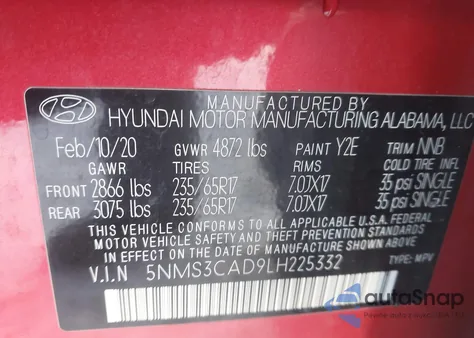 MANUFACTURED BY
HYUNDAI MOTOR MANUFACTURING ALABAMA, LLC
Feb/10/20 GVWR 4872 lbs PAINT Y2E TRIM NNB
GAWR TIRES RIMS COLD TIRE INFL
FRONT 2866 lbs 235/65R17 7.0JX17 35 psi SINGLE
REAR 3075 lbs 235/65R17 7.0JX17 35 psi SINGLE
THIS VEHICLE CONFORMS TO ALL APPLICABLE U.S. FEDERAL
MOTOR VEHICLE SAFETY AND THEFT PREVENTION STANDARDS
IN EFFECT ON THE DATE OF MANUFACTURE SHOWN ABOVE.
V.I.N 5NMS3CAD9LH225332 TYPE: MPV
autoSnap